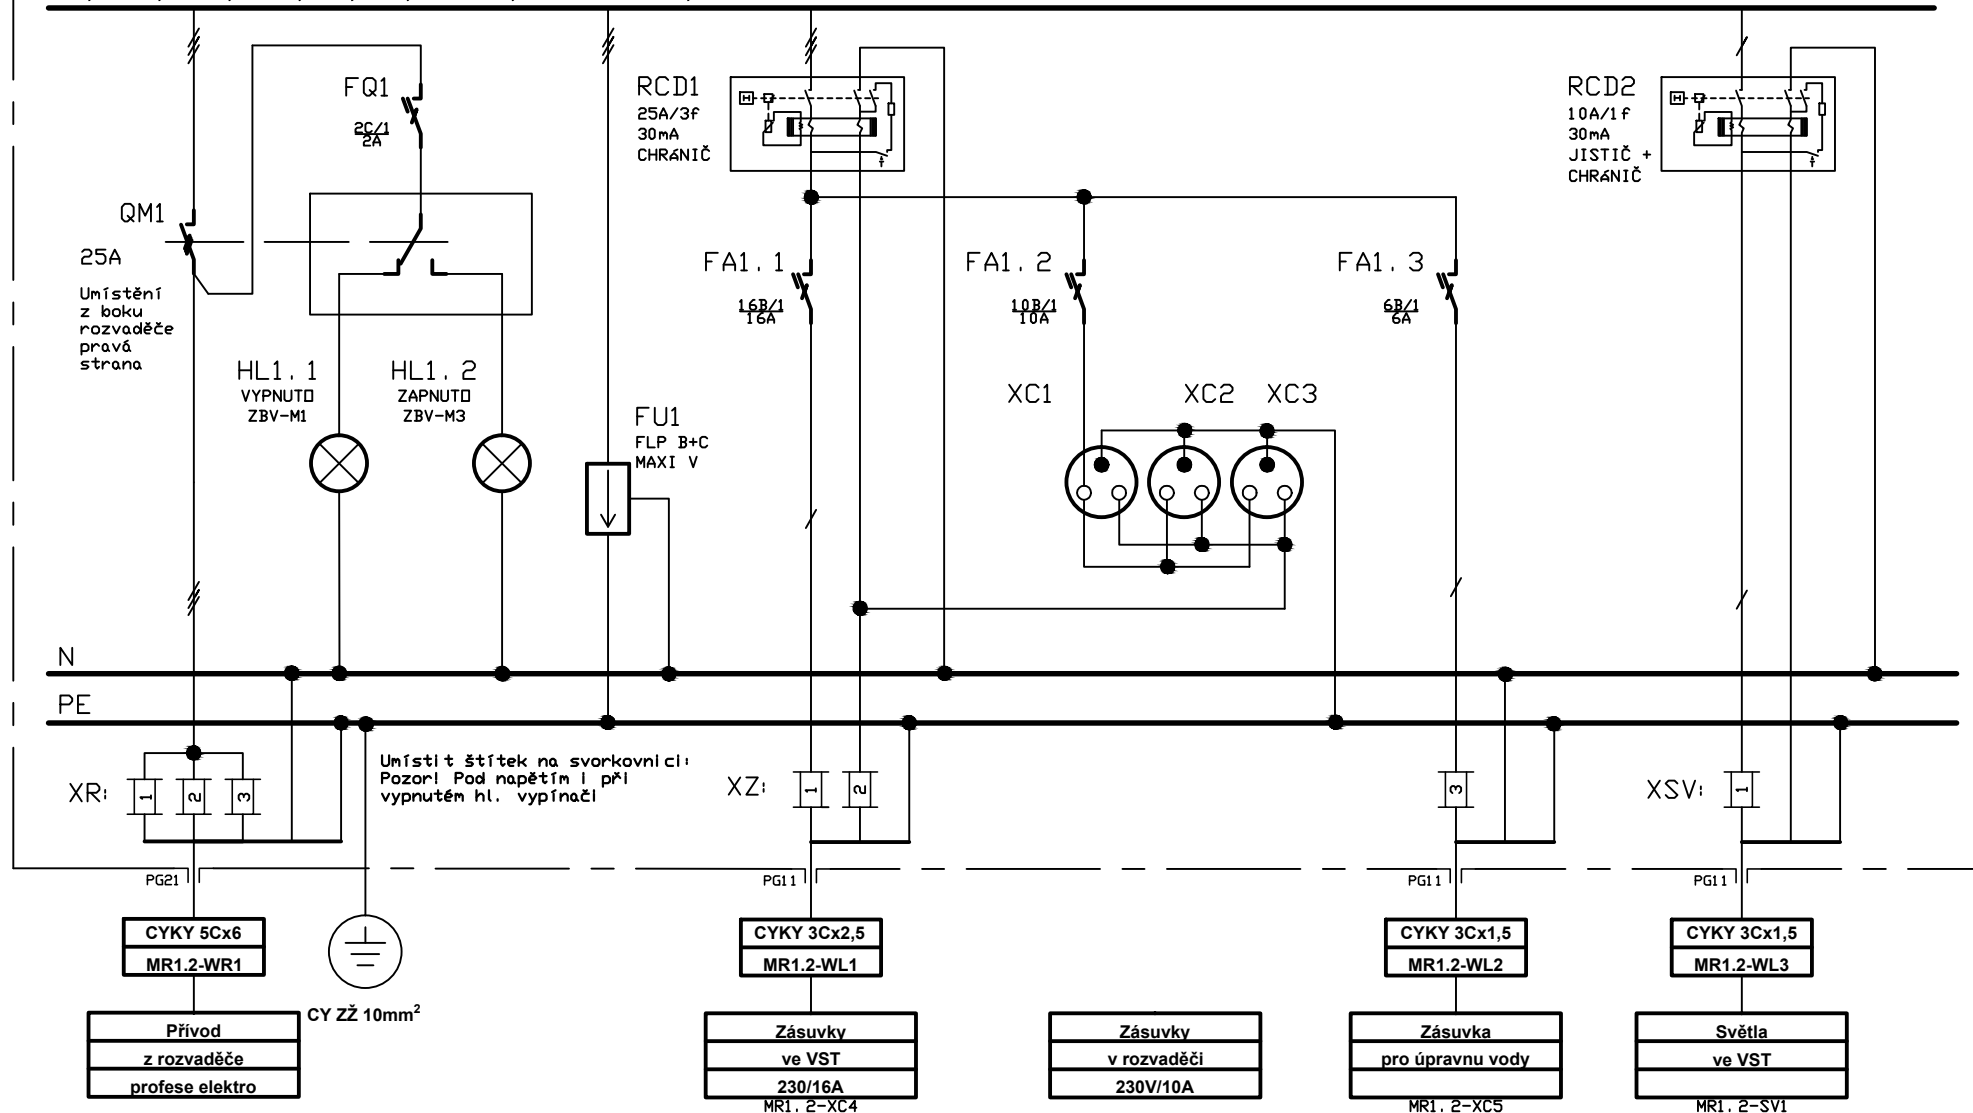 FQ1
2C/1
2A
QM1
25A
Umístění
z boku
rozvaděče
pravá
strana
HL1.1
VYPNUTO
ZBV-M1
HL1.2
ZAPNUTO
ZBV-M3
FU1
FLP B+C
MAXI V
RCD1
25A/3f
30mA
CHRÁNIČ
H
RCD2
10A/1f
30mA
JISTIČ +
CHRÁNIČ
H
FA1.1
16B/1
16A
FA1.2
10B/1
10A
FA1.3
6B/1
6A
XC1
XC2
XC3
N
PE
XR:
1
2
3
Umístit štítek na svorkovnici:
Pozor! Pod napětím i při
vypnutém hl. vypínači
XZ:
1
2
3
XSV:
1
PG21
PG11
PG11
PG11
CYKY 5Cx6
MR1.2-WR1
CYKY 3Cx2,5
MR1.2-WL1
CYKY 3Cx1,5
MR1.2-WL2
CYKY 3Cx1,5
MR1.2-WL3
CY ZŽ 10mm²
Přívod
z rozvaděče
profese elektro
Zásuvky
ve VST
230/16A
MR1.2-XC4
Zásuvky
v rozvaděči
230V/10A
Zásuvka
pro úpravnu vody
MR1.2-XC5
Světla
ve VST
MR1.2-SV1